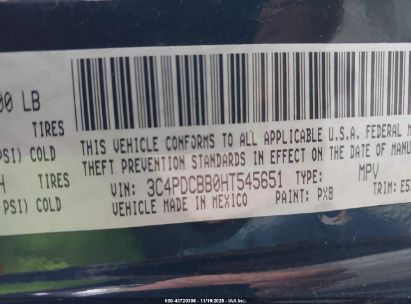 00 LB
TIRES
PSI) COLD
TIRES
PSI) COLD
THIS VEHICLE CONFORMS TO ALL APPLICABLE U.S.A. FEDERAL
THEFT PREVENTION STANDARDS IN EFFECT ON THE DATE OF MANU
VIN: 3C4PDCBB0HT545651 MPV
VEHICLE MADE IN MEXICO PAINT: PX8 TRIM: